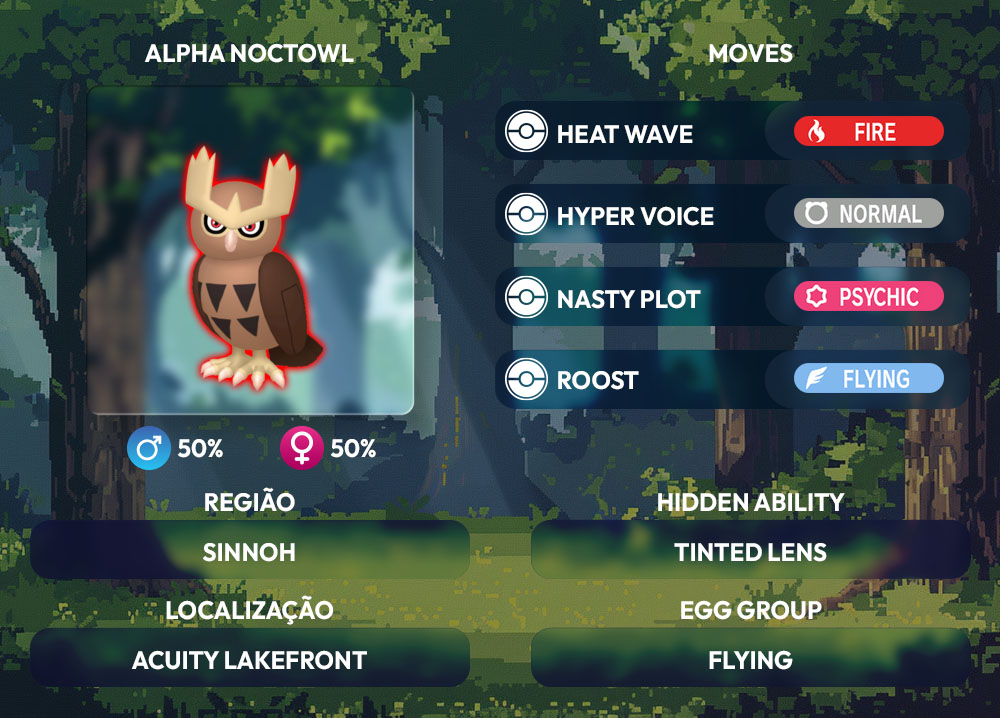 ALPHA NOCTOWL
50%
50%
REGIÃO
SINNOH
LOCALIZAÇÃO
ACUITY LAKEFRONT
MOVES
HEAT WAVE FIRE
HYPER VOICE NORMAL
NASTY PLOT PSYCHIC
ROOST FLYING
HIDDEN ABILITY
TINTED LENS
EGG GROUP
FLYING